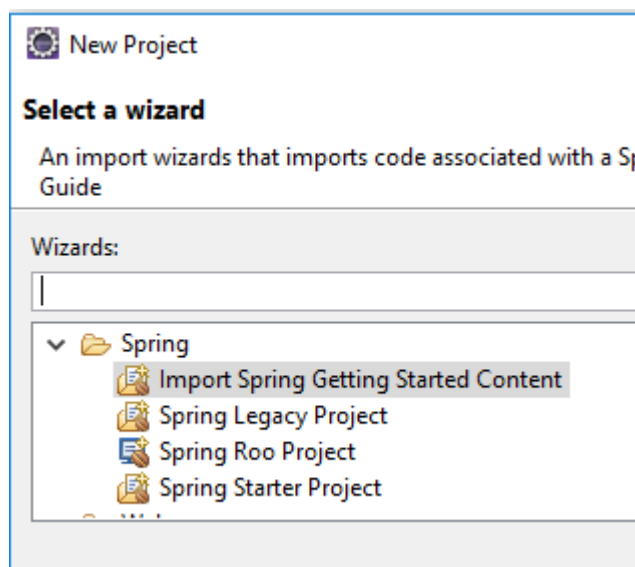 New Project
Select a wizard
An import wizards that imports code associated with a
Guide
Wizards:
Spring
Import Spring Getting Started Content
Spring Legacy Project
Spring Roo Project
Spring Starter Project